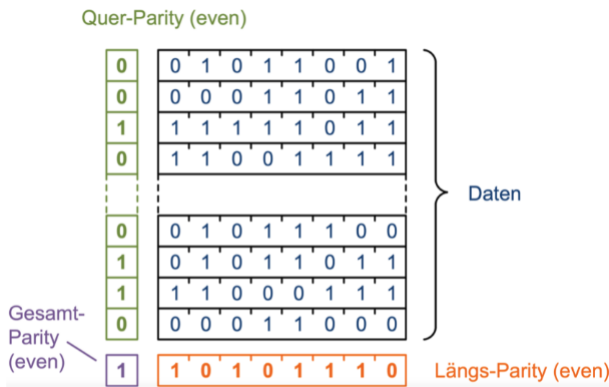 Quer-Parity (even)
0 0 1 0 1 1 0 0 1
0 0 0 0 1 1 0 1 1
1 1 1 1 1 1 0 1 1
0 1 1 0 0 1 1 1 1
Daten
0 0 1 0 1 1 1 0 0
1 0 1 0 1 1 0 1 1
1 1 1 0 0 0 1 1 1
0 0 0 0 1 1 0 0 0
Gesamt-
Parity
(even)
1 1 0 1 0 1 1 1 0 Längs-Parity (even)